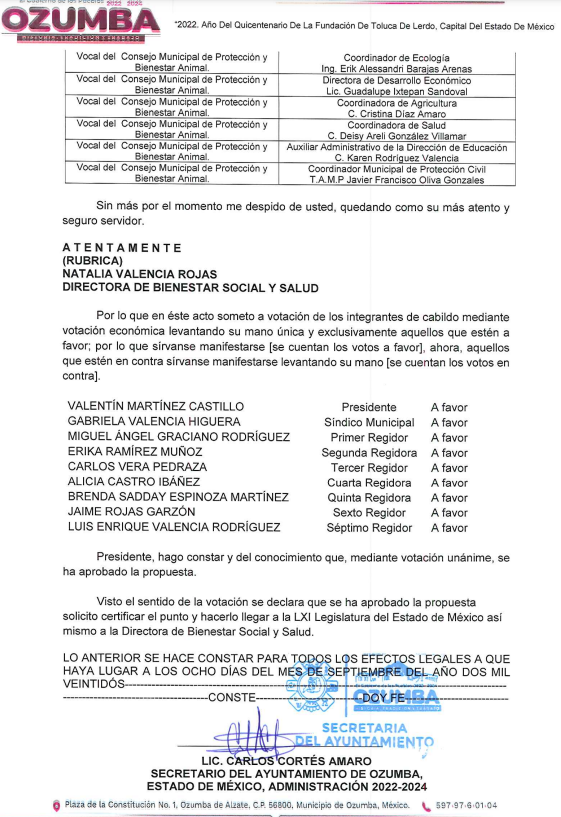 OZUMBA
"2022. Año Del Quicentenario De La Fundación De Toluca De Lerdo, Capital Del Estado De México
Vocal del Consejo Municipal de Protección y Bienestar Animal. Coordinador de Ecología
Ing. Erik Alessandri Barajas Arenas
Vocal del Consejo Municipal de Protección y Bienestar Animal. Directora de Desarrollo Económico
Lic. Guadalupe Ixtepan Sandoval
Vocal del Consejo Municipal de Protección y Bienestar Animal. Coordinadora de Agricultura
C. Cristina Díaz Amaro
Vocal del Consejo Municipal de Protección y Bienestar Animal. Coordinadora de Salud
C. Deisy Areli González Villamar
Vocal del Consejo Municipal de Protección y Bienestar Animal. Auxiliar Administrativo de la Dirección de Educación
C. Karen Rodríguez Valencia
Vocal del Consejo Municipal de Protección y Bienestar Animal. Coordinador Municipal de Protección Civil
T.A.M.P Javier Francisco Oliva Gonzales
Sin más por el momento me despido de usted, quedando como su más atento y
seguro servidor.
A T E N T A M E N T E
(RUBRICA)
NATALIA VALENCIA ROJAS
DIRECTORA DE BIENESTAR SOCIAL Y SALUD
Por lo que en éste acto someto a votación de los integrantes de cabildo mediante
votación económica levantando su mano única y exclusivamente aquellos que estén a
favor; por lo que sírvanse manifestarse [se cuentan los votos a favor], ahora, aquellos
que estén en contra sírvanse manifestarse levantando su mano [se cuentan los votos en
contra].
VALENTÍN MARTÍNEZ CASTILLO Presidente A favor
GABRIELA VALENCIA HIGUERA Síndico Municipal A favor
MIGUEL ÁNGEL GRACIANO RODRÍGUEZ Primer Regidor A favor
ERIKA RAMÍREZ MUÑOZ Segunda Regidora A favor
CARLOS VERA PEDRAZA Tercer Regidor A favor
ALICIA CASTRO IBÁÑEZ Cuarta Regidora A favor
BRENDA SADDAY ESPINOZA MARTÍNEZ Quinta Regidora A favor
JAIME ROJAS GARZÓN Sexto Regidor A favor
LUIS ENRIQUE VALENCIA RODRÍGUEZ Séptimo Regidor A favor
Presidente, hago constar y del conocimiento que, mediante votación unánime, se
ha aprobado la propuesta.
Visto el sentido de la votación se declara que se ha aprobado la propuesta
solicito certificar el punto y hacerlo llegar a la LXI Legislatura del Estado de México así
mismo a la Directora de Bienestar Social y Salud.
LO ANTERIOR SE HACE CONSTAR PARA TODOS LOS EFECTOS LEGALES A QUE
HAYA LUGAR A LOS OCHO DÍAS DEL MES DE SEPTIEMBRE DEL AÑO DOS MIL
VEINTIDÓS
CONSTE DOY FE
OZUMBA
SECRETARIA
DEL AYUNTAMIENTO
LIC. CARLOS CORTÉS AMARO
SECRETARIO DEL AYUNTAMIENTO DE OZUMBA,
ESTADO DE MÉXICO, ADMINISTRACIÓN 2022-2024
Plaza de la Constitución No. 1, Ozumba de Alzate, C.P. 56800, Municipio de Ozumba, México. 597-97-6-01-04